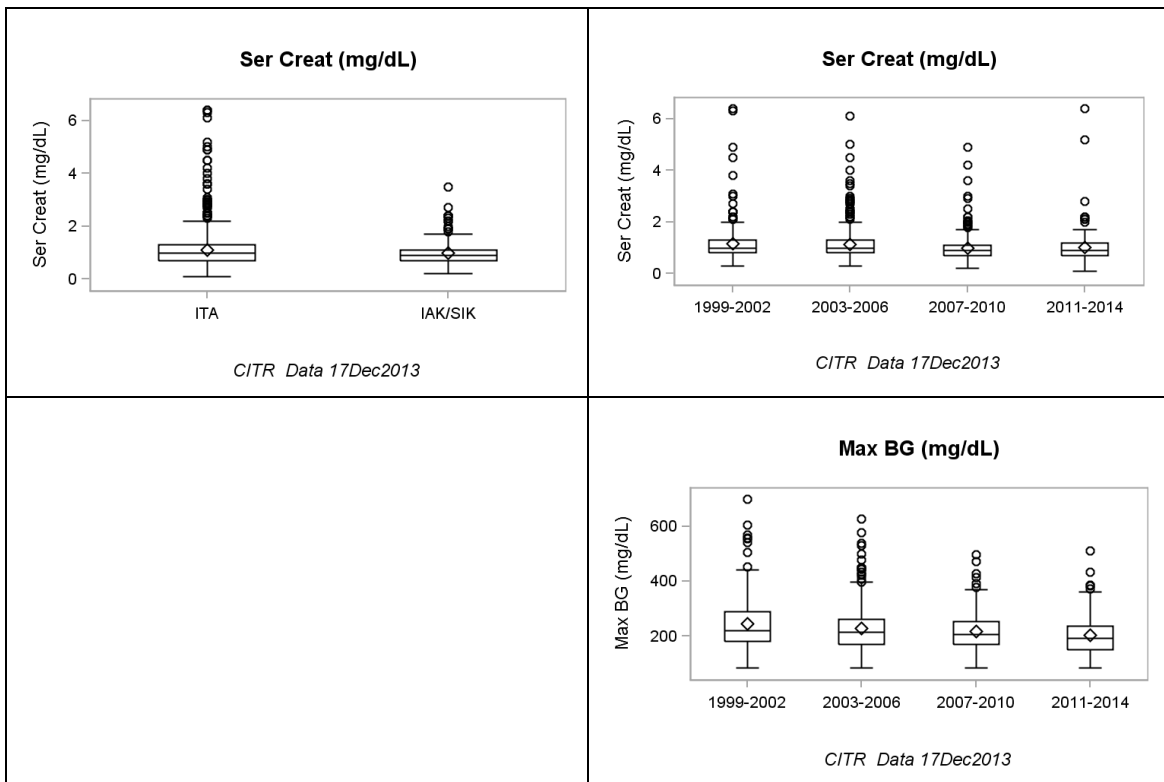 Ser Creat (mg/dL)
Ser Creat (mg/dL)
6
4
2
0
ITA IAK/SIK
CITR Data 17Dec2013
Ser Creat (mg/dL)
Ser Creat (mg/dL)
6
4
2
0
1999-2002 2003-2006 2007-2010 2011-2014
CITR Data 17Dec2013
Max BG (mg/dL)
Max BG (mg/dL)
600
400
200
1999-2002 2003-2006 2007-2010 2011-2014
CITR Data 17Dec2013